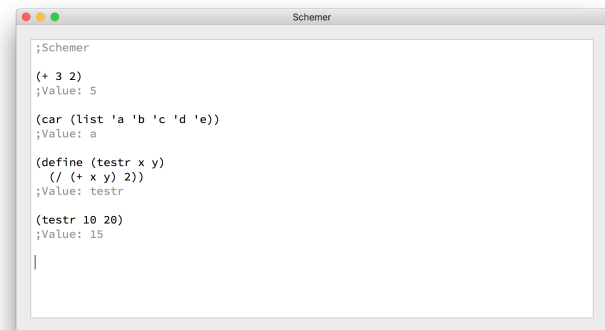 Schemer
;Schemer
(+ 3 2)
;Value: 5
(car (list 'a 'b 'c 'd 'e))
;Value: a
(define (testr x y)
  (/ (+ x y) 2))
;Value: testr
(testr 10 20)
;Value: 15